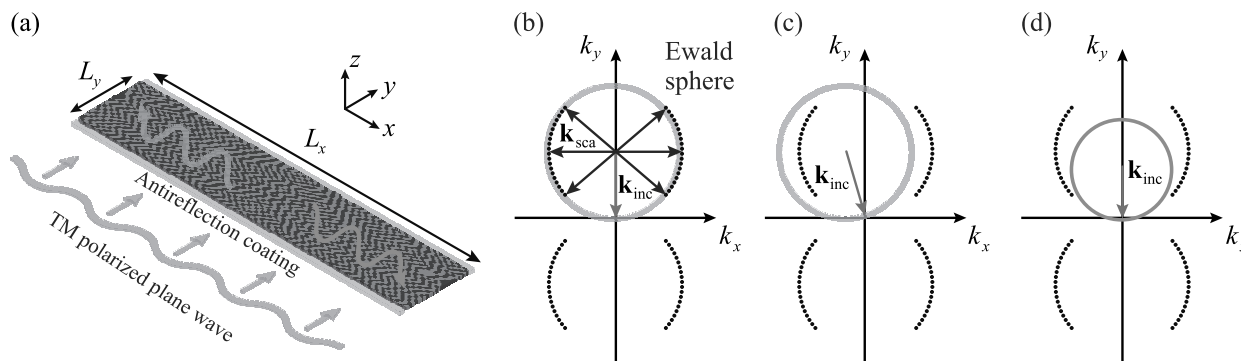 (a)
L_y
L_x
z
y
x
Antireflection coating
TM polarized plane wave
(b)
k_y
Ewald
sphere
k_sca
k_inc
k_x
(c)
k_y
k_inc
k_x
(d)
k_y
k_inc
k_x